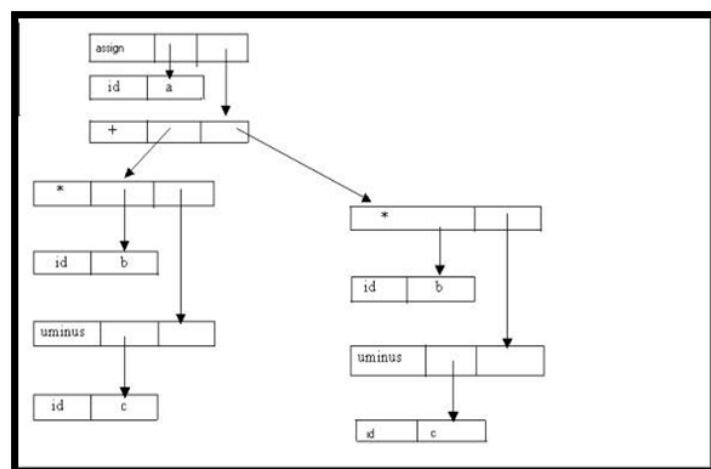 assign
id a
+
*
*
id b
id b
uminus
uminus
id c
id c